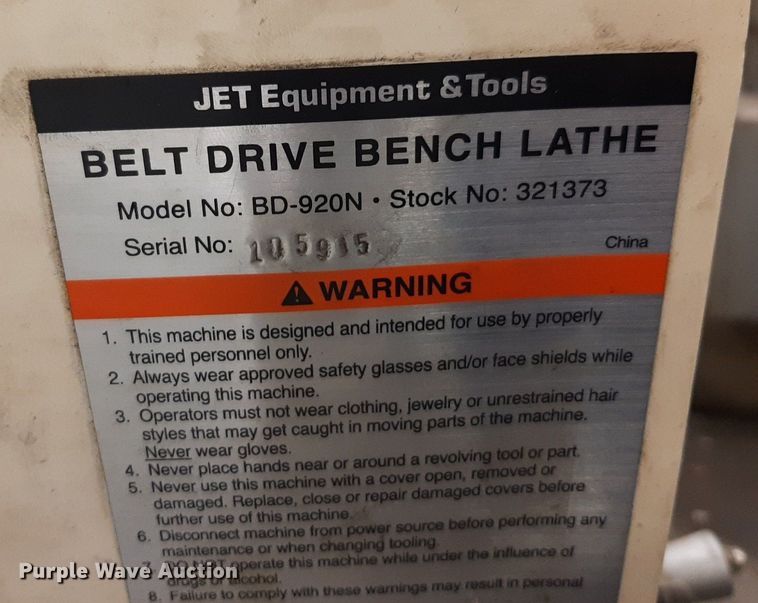 JET Equipment & Tools
BELT DRIVE BENCH LATHE
Model No: BD-920N • Stock No: 321373
Serial No: 105915
China
WARNING
1. This machine is designed and intended for use by properly
trained personnel only.
2. Always wear approved safety glasses and/or face shields while
operating this machine.
3. Operators must not wear clothing, jewelry or unrestrained hair
styles that may get caught in moving parts of the machine.
Never wear gloves.
4. Never place hands near or around a revolving tool or part.
5. Never use this machine with a cover open, removed or
damaged. Replace, close or repair damaged covers before
further use of this machine.
6. Disconnect machine from power source before performing any
maintenance or when changing tooling.
7. DO NOT operate this machine while under the influence of
drugs or alcohol.
8. Failure to comply with these warnings may result in personal
Purple Wave Auction